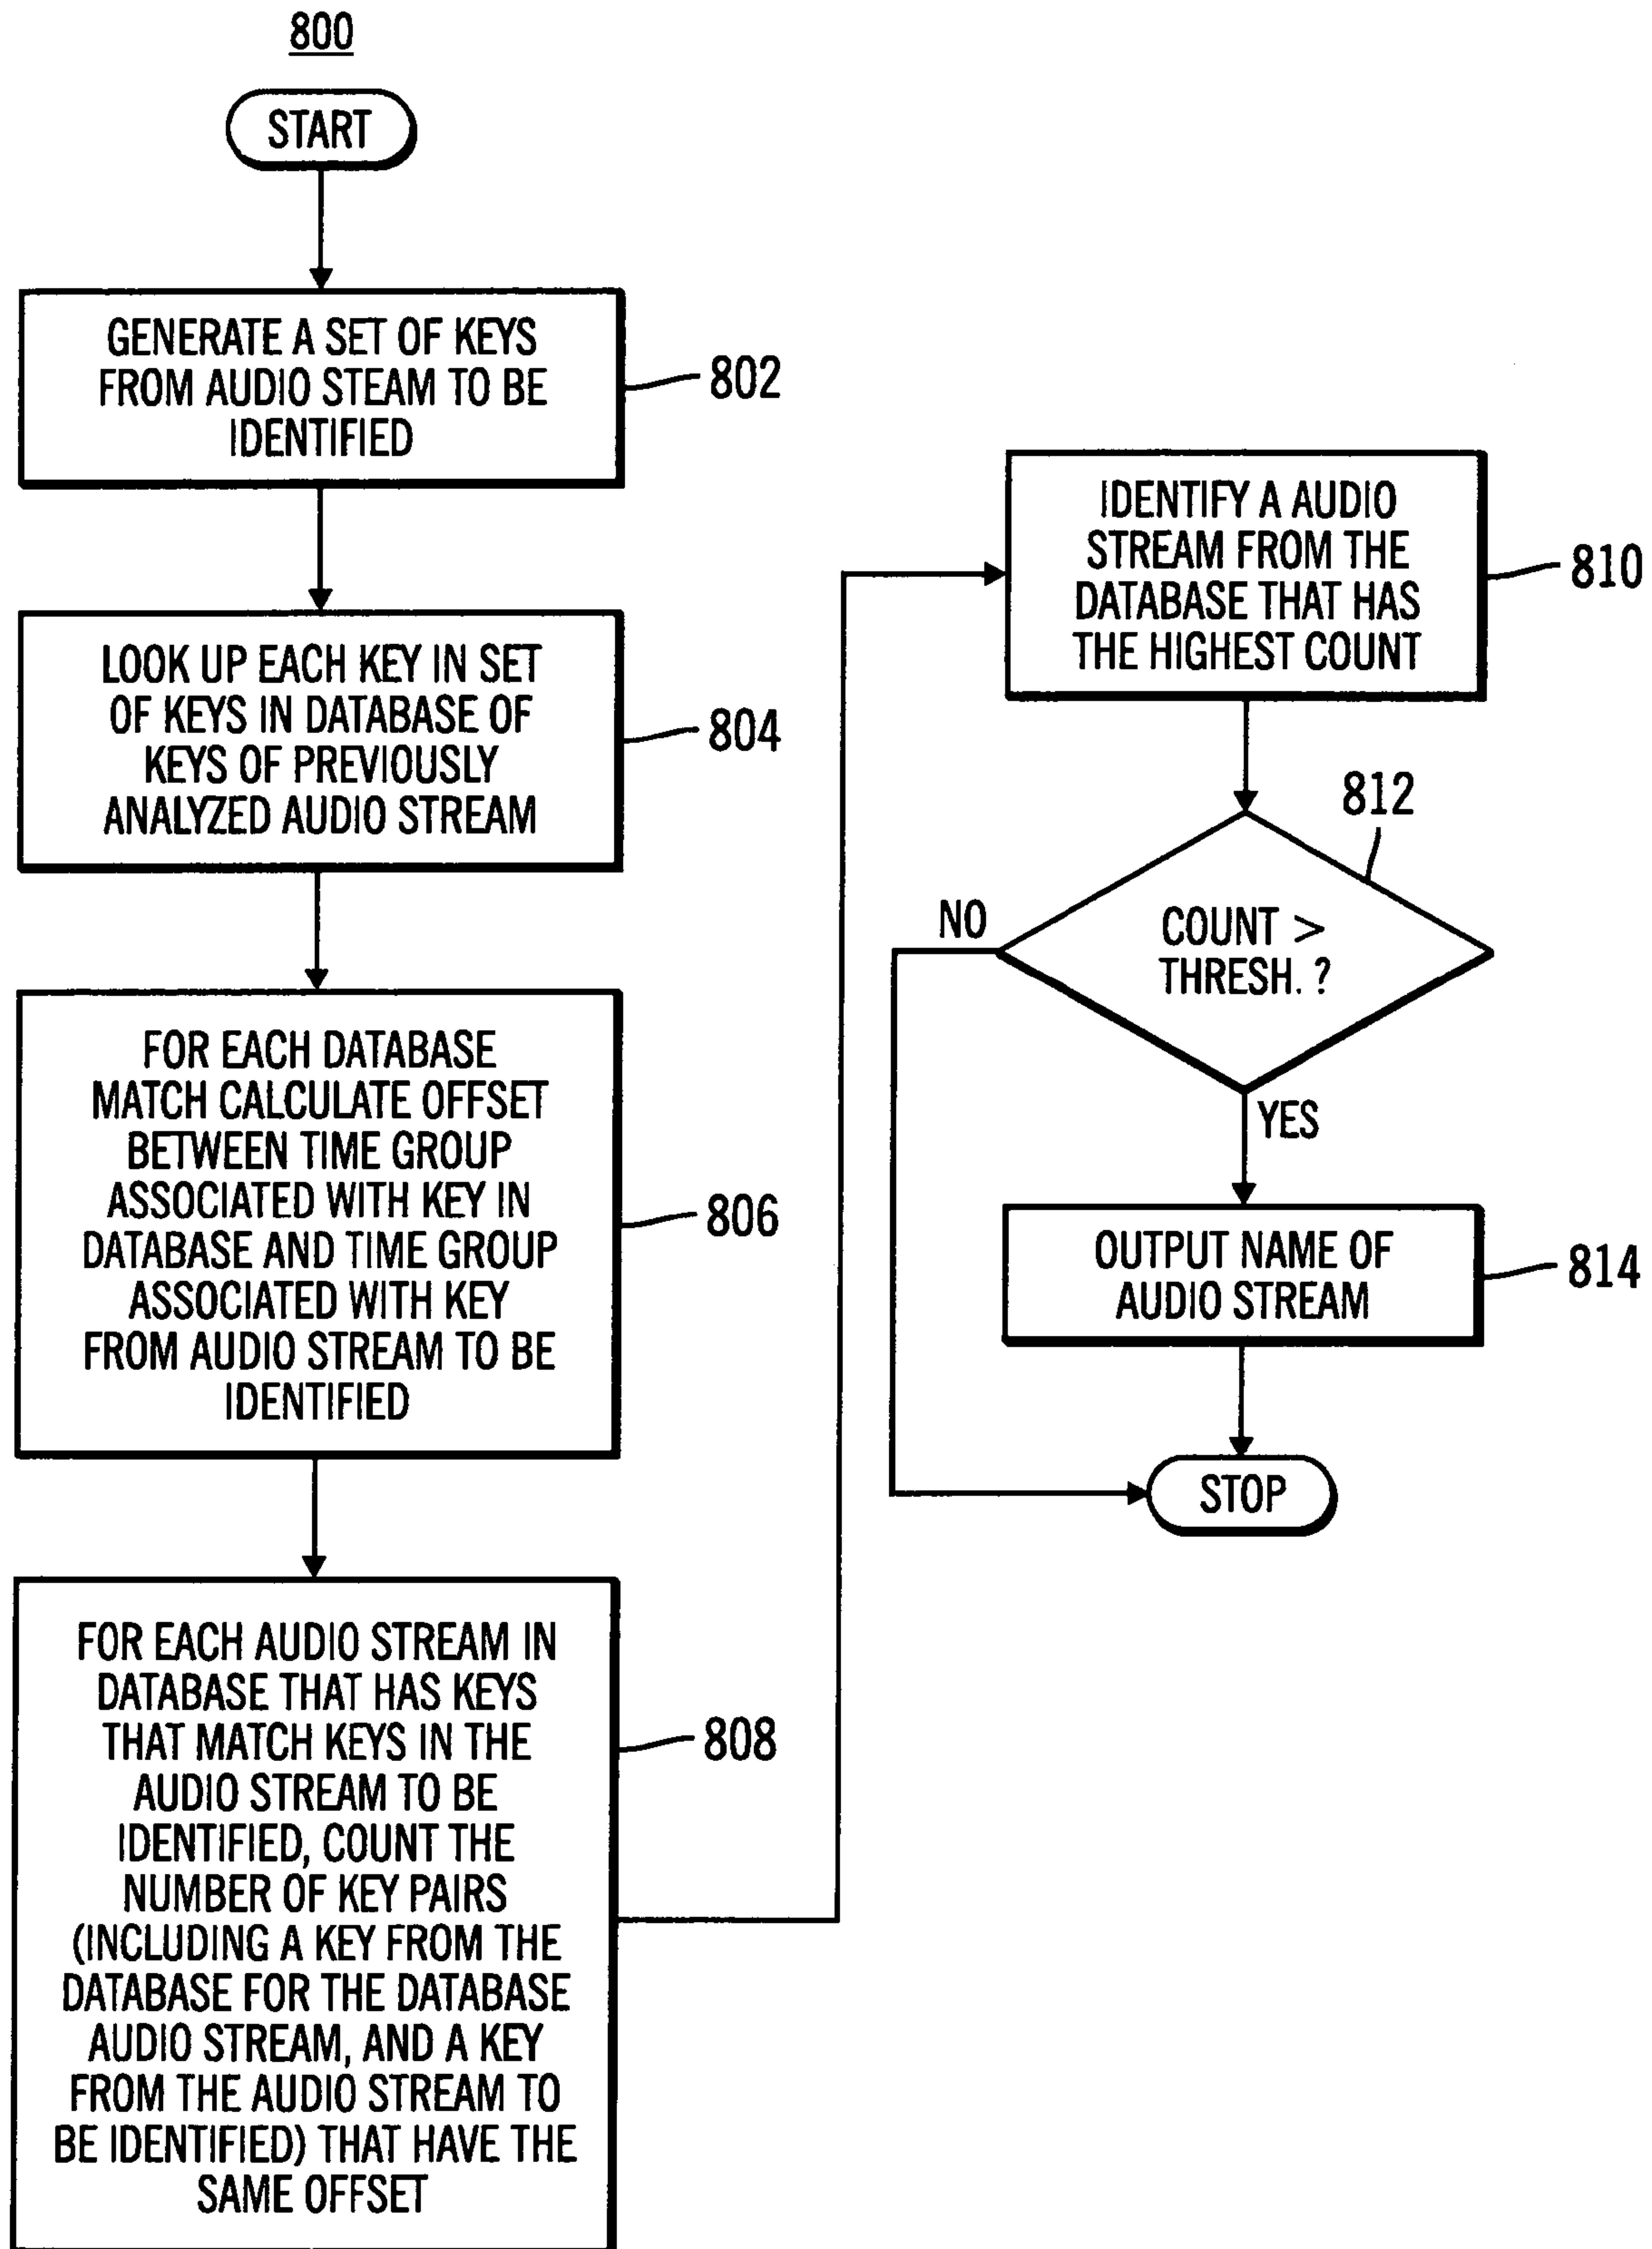 800
START
GENERATE A SET OF KEYS
FROM AUDIO STEAM TO BE
IDENTIFIED
802
LOOK UP EACH KEY IN SET
OF KEYS IN DATABASE OF
KEYS OF PREVIOUSLY
ANALYZED AUDIO STREAM
804
FOR EACH DATABASE
MATCH CALCULATE OFFSET
BETWEEN TIME GROUP
ASSOCIATED WITH KEY IN
DATABASE AND TIME GROUP
ASSOCIATED WITH KEY
FROM AUDIO STREAM TO BE
IDENTIFIED
806
FOR EACH AUDIO STREAM IN
DATABASE THAT HAS KEYS
THAT MATCH KEYS IN THE
AUDIO STREAM TO BE
IDENTIFIED, COUNT THE
NUMBER OF KEY PAIRS
(INCLUDING A KEY FROM THE
DATABASE FOR THE DATABASE
AUDIO STREAM, AND A KEY
FROM THE AUDIO STREAM TO
BE IDENTIFIED) THAT HAVE THE
SAME OFFSET
808
IDENTIFY A AUDIO
STREAM FROM THE
DATABASE THAT HAS
THE HIGHEST COUNT
810
812
COUNT >
THRESH. ?
NO
YES
OUTPUT NAME OF
AUDIO STREAM
814
STOP